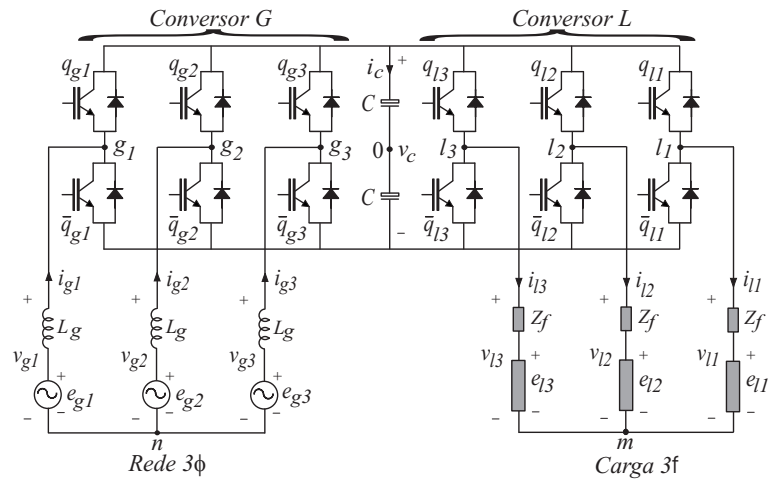 Conversor G Conversor L
q_{g1} q_{g2} q_{g3} i_c + q_{l3} q_{l2} q_{l1}
C
g_1 g_2 g_3 0 v_c l_3 l_2 l_1
C
q̄_{g1} q̄_{g2} q̄_{g3} - q̄_{l3} q̄_{l2} q̄_{l1}
+ i_{g1} + i_{g2} + i_{g3} + i_{l3} + i_{l2} + i_{l1}
L_g L_g L_g Z_f Z_f Z_f
v_{g1} v_{g2} v_{g3} v_{l3} v_{l2} v_{l1}
+ e_{g1} + e_{g2} + e_{g3} + e_{l3} + e_{l2} + e_{l1}
− − − − − − − − − − − −
n m
Rede 3ϕ Carga 3f